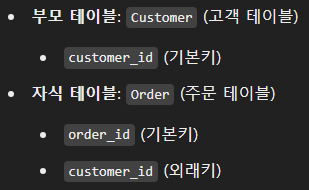 부모 테이블: Customer (고객 테이블)
customer_id (기본키)
자식 테이블: Order (주문 테이블)
order_id (기본키)
customer_id (외래키)